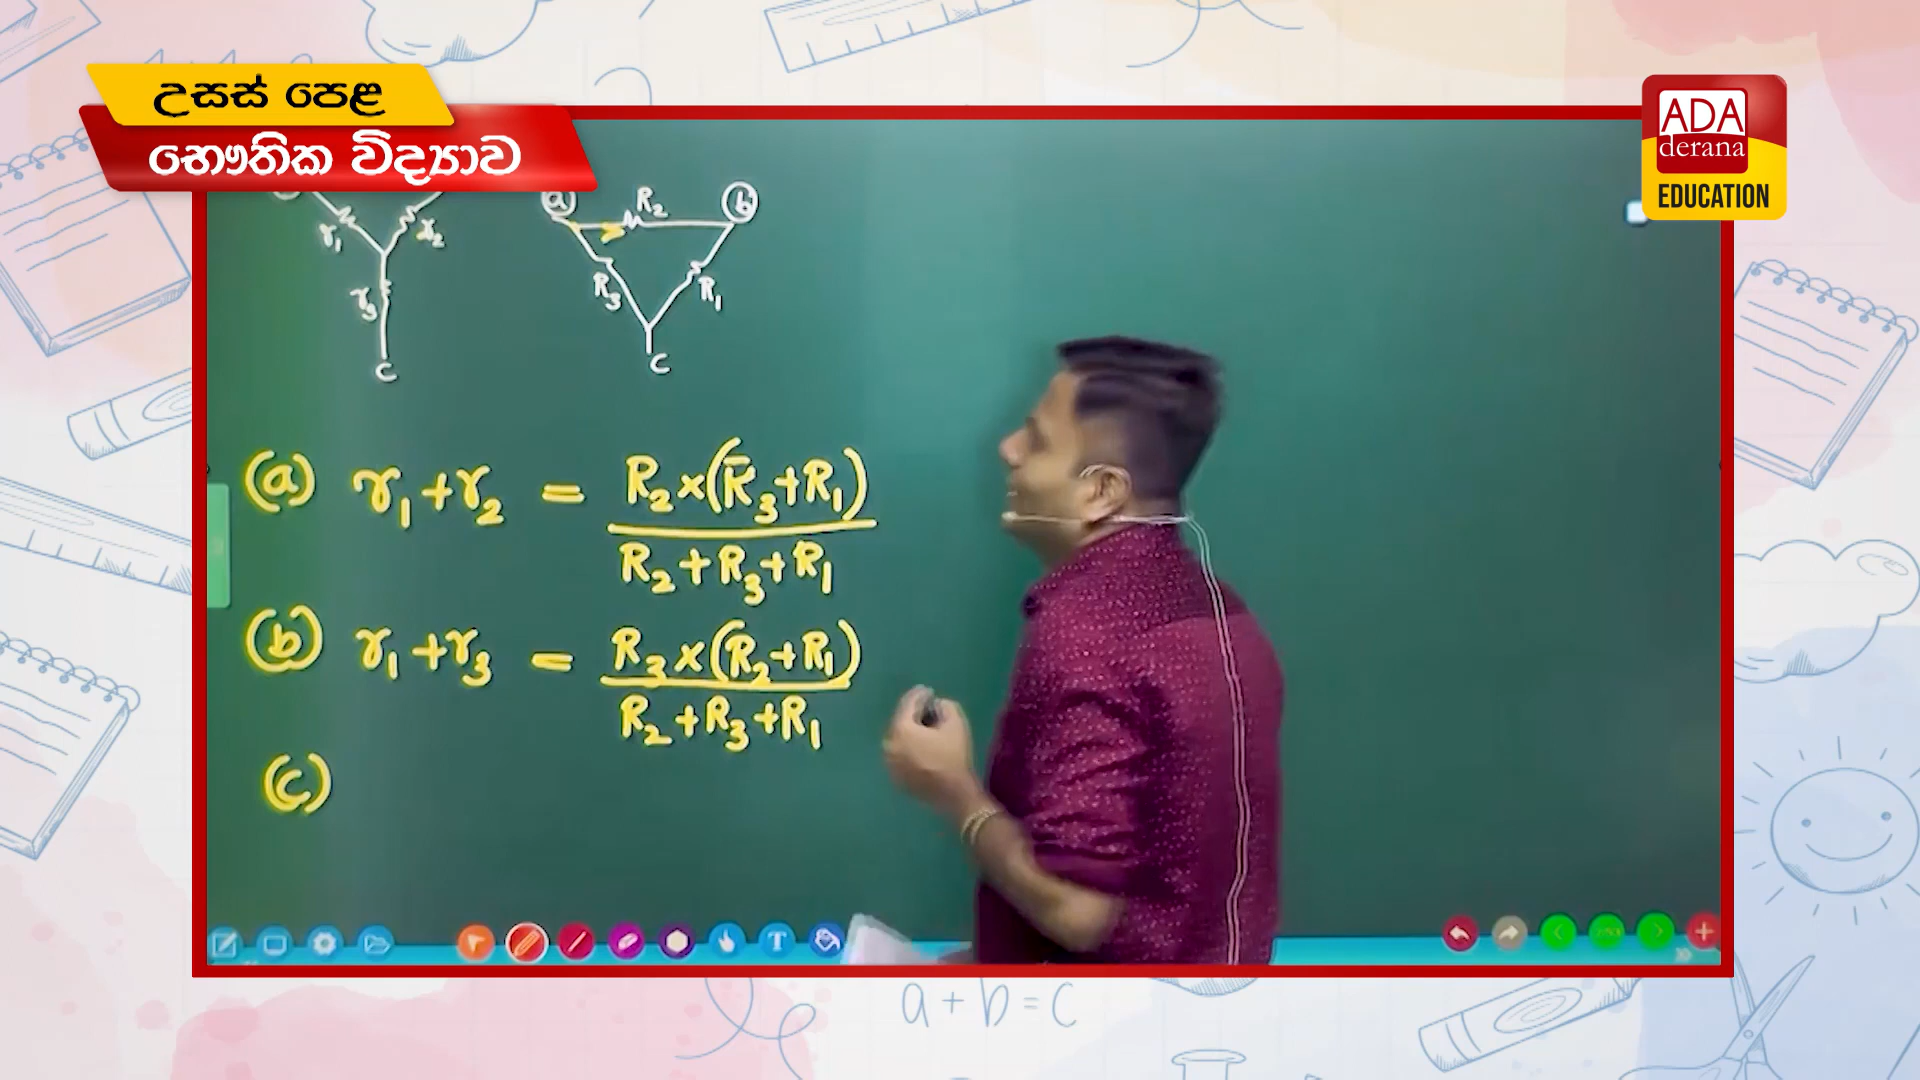 උසස් පෙළ
භෞතික විද්‍යාව
ADA
derana
EDUCATION
a R₂ b
r₁ r₂
R₃ R₁
r₃
C C
(a) r₁+r₂ = R₂×(R₃+R₁)
R₂+R₃+R₁
(b) r₁+r₃ = R₃×(R₂+R₁)
R₂+R₃+R₁
(c)
T
a+b=c